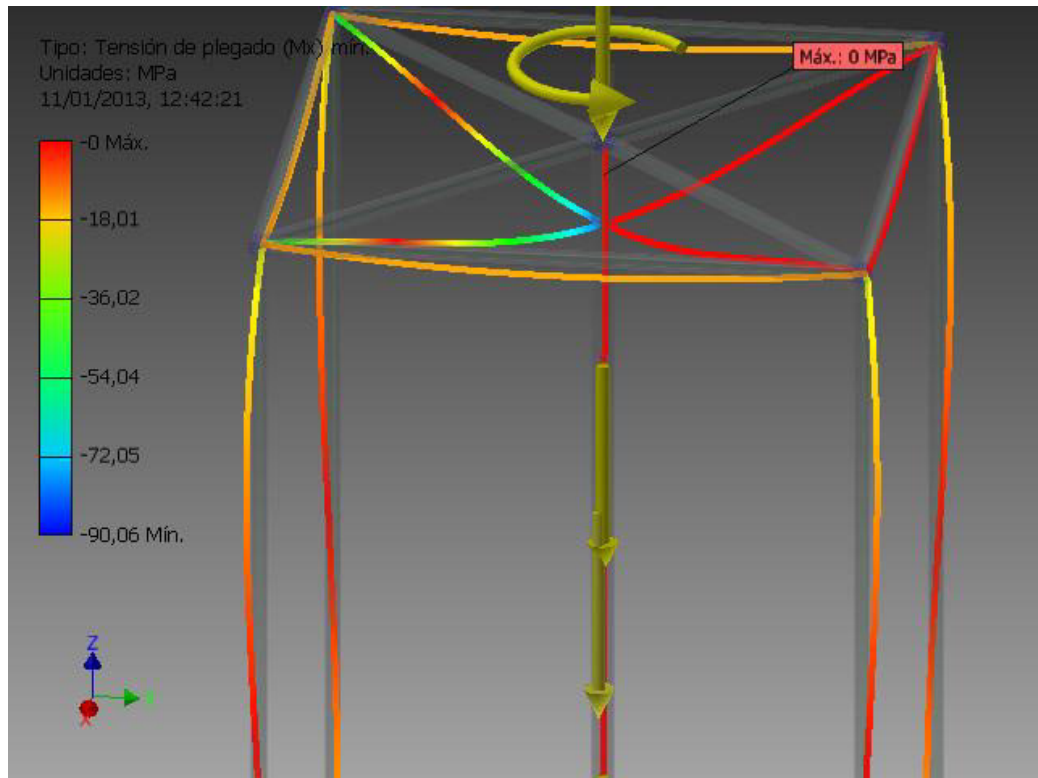 Tipo: Tensión de plegado (Mx) mín.
Unidades: MPa
11/01/2013, 12:42:21
Máx.: 0 MPa
-0 Máx.
-18,01
-36,02
-54,04
-72,05
-90,06 Mín.
Z
X